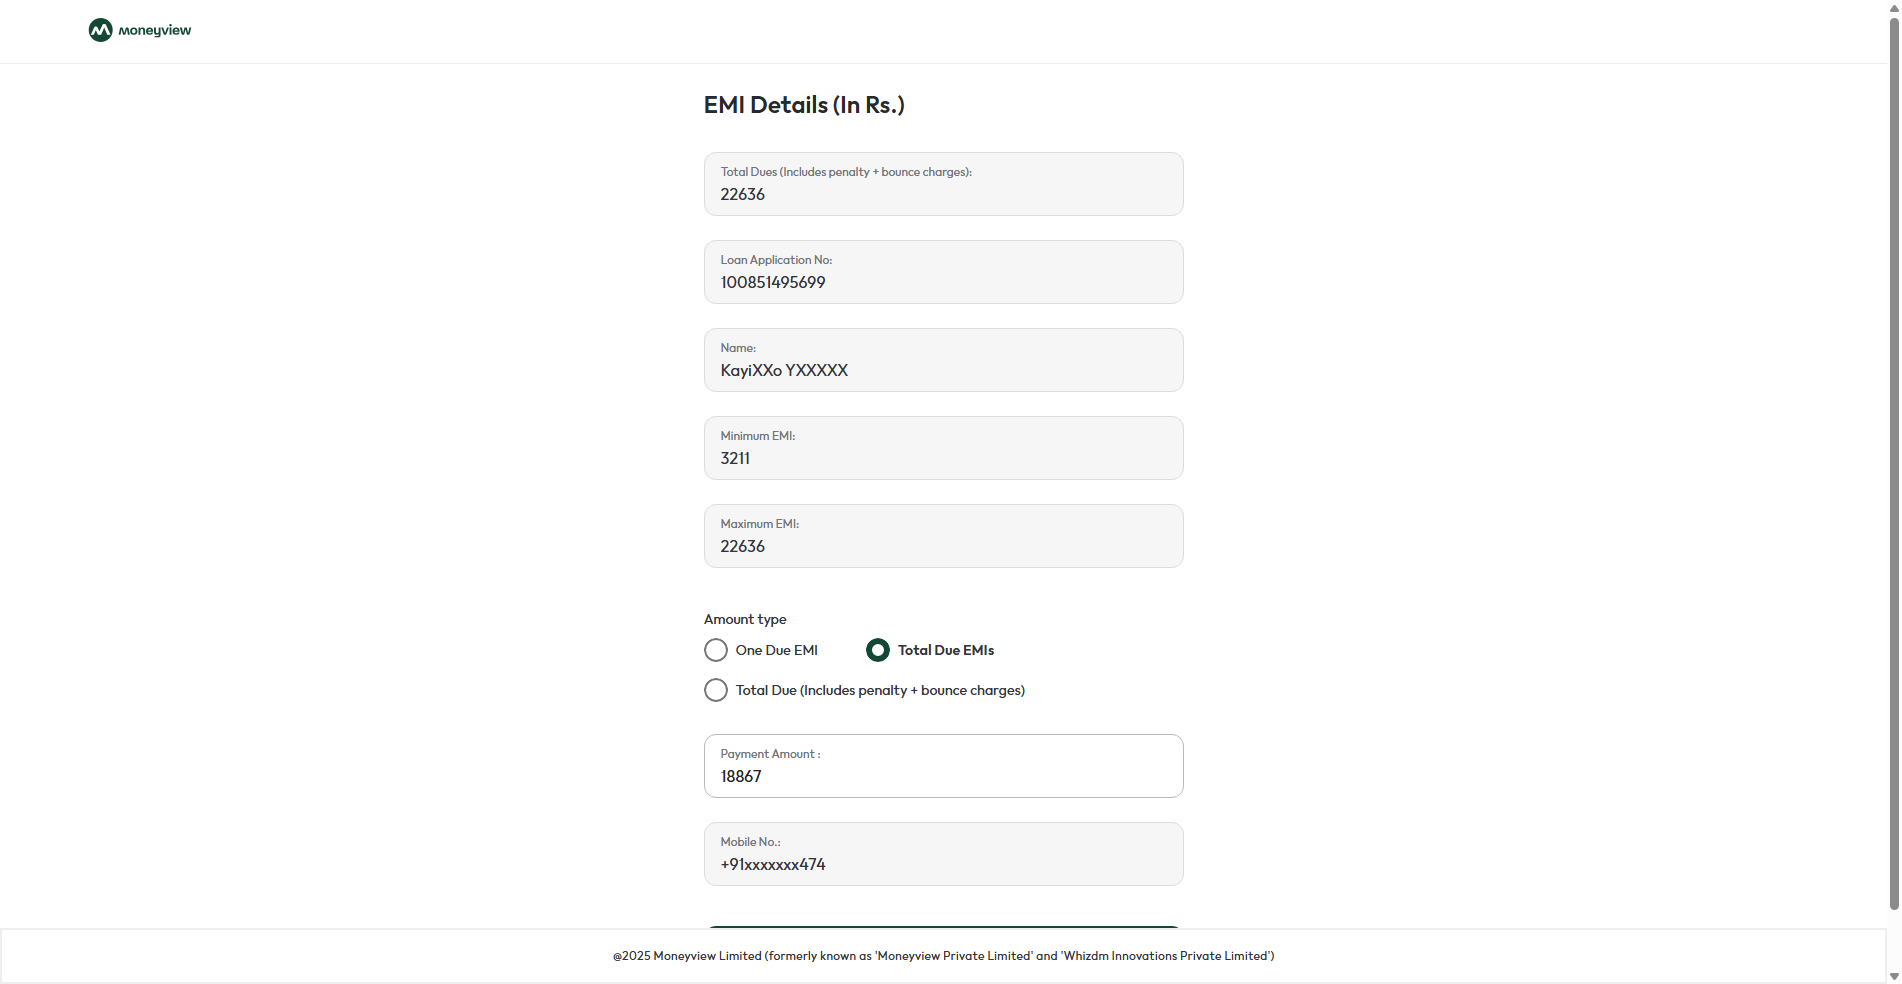 moneyview
EMI Details (In Rs.)
Total Dues (Includes penalty + bounce charges):
22636
Loan Application No:
100851495699
Name:
KayiXXo YXXXXX
Minimum EMI:
3211
Maximum EMI:
22636
Amount type
One Due EMI
Total Due EMIs
Total Due (Includes penalty + bounce charges)
Payment Amount :
18867
Mobile No.:
+91xxxxxxx474
@2025 Moneyview Limited (formerly known as 'Moneyview Private Limited' and 'Whizdm Innovations Private Limited')